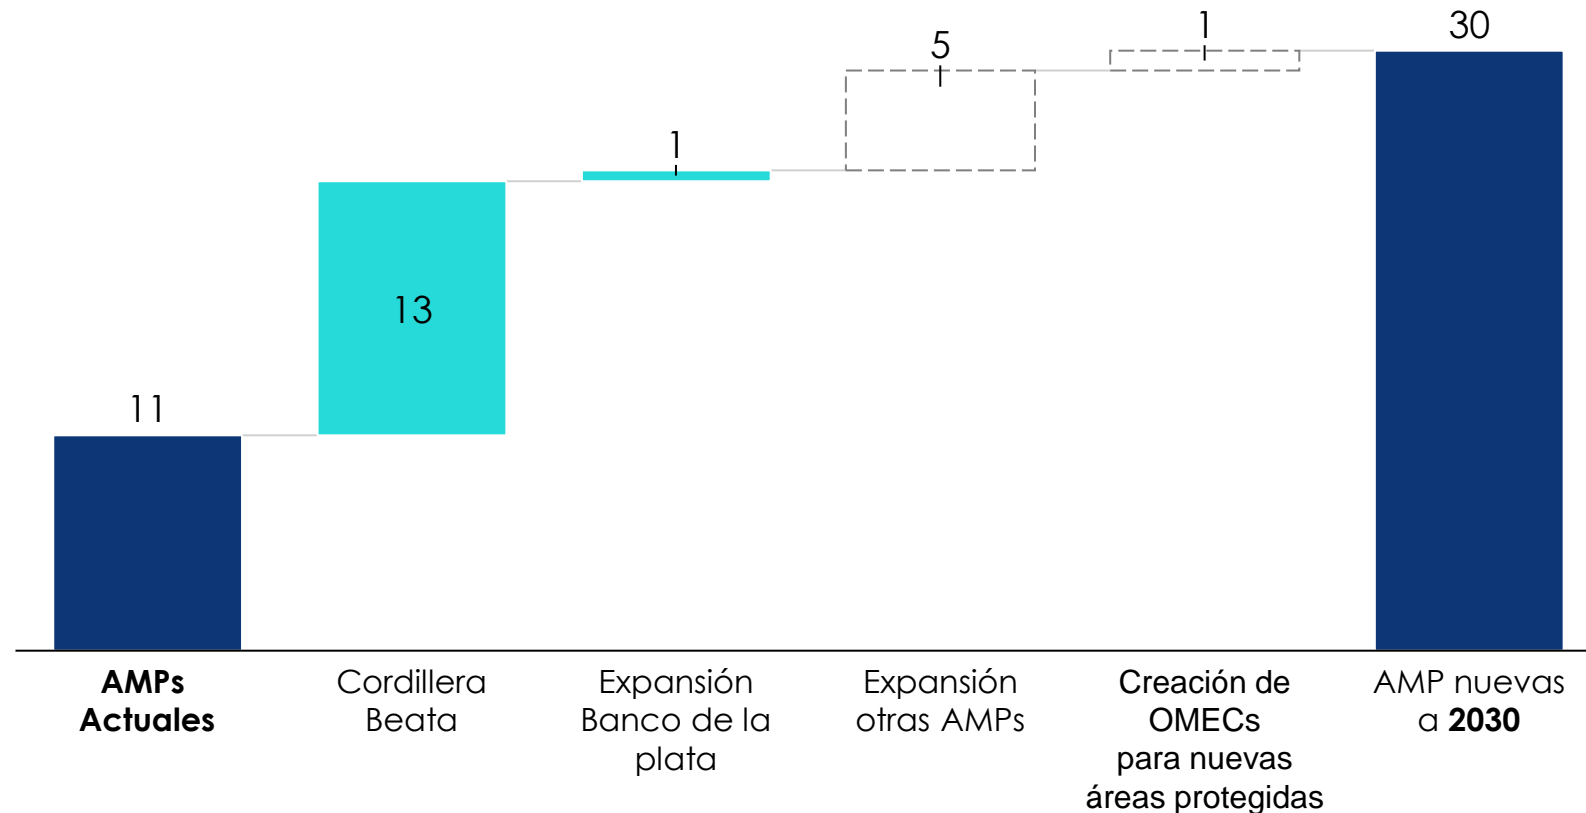 11
13
1
5
1
30
AMPs
Actuales
Cordillera
Beata
Expansión
Banco de la
plata
Expansión
otras AMPs
Creación de
OMECs
para nuevas
áreas protegidas
AMP nuevas
a 2030